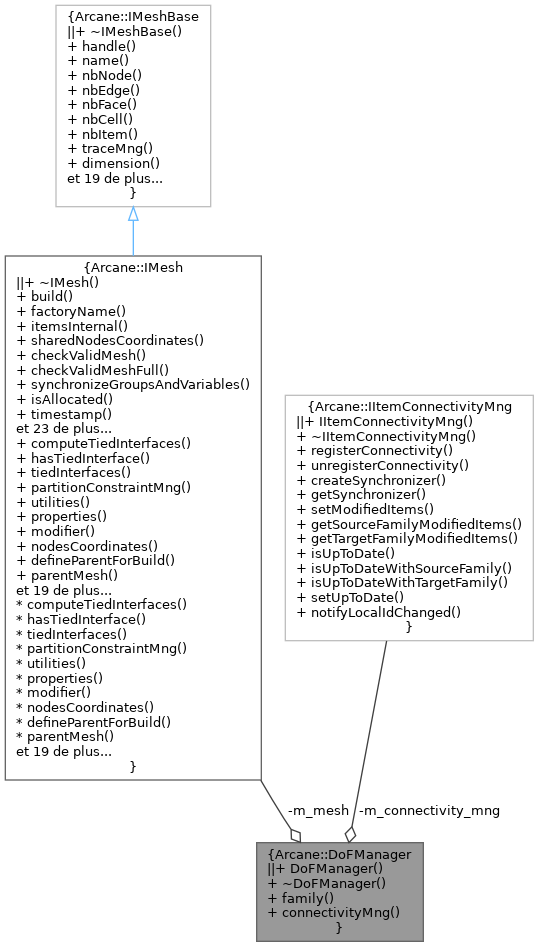 {Arcane::IMeshBase
||+ ~IMeshBase()
+ handle()
+ name()
+ nbNode()
+ nbEdge()
+ nbFace()
+ nbCell()
+ nbItem()
+ traceMng()
+ dimension()
et 19 de plus...
}
{Arcane::IMesh
||+ ~IMesh()
+ build()
+ factoryName()
+ itemsInternal()
+ sharedNodesCoordinates()
+ checkValidMesh()
+ checkValidMeshFull()
+ synchronizeGroupsAndVariables()
+ isAllocated()
+ timestamp()
et 23 de plus...
+ computeTiedInterfaces()
+ hasTiedInterface()
+ tiedInterfaces()
+ partitionConstraintMng()
+ utilities()
+ properties()
+ modifier()
+ nodesCoordinates()
+ defineParentForBuild()
+ parentMesh()
et 19 de plus...
* computeTiedInterfaces()
* hasTiedInterface()
* tiedInterfaces()
* partitionConstraintMng()
* utilities()
* properties()
* modifier()
* nodesCoordinates()
* defineParentForBuild()
* parentMesh()
et 19 de plus...
}
{Arcane::IItemConnectivityMng
||+ IItemConnectivityMng()
+ ~IItemConnectivityMng()
+ registerConnectivity()
+ unregisterConnectivity()
+ createSynchronizer()
+ getSynchronizer()
+ setModifiedItems()
+ getSourceFamilyModifiedItems()
+ getTargetFamilyModifiedItems()
+ isUpToDate()
+ isUpToDateWithSourceFamily()
+ isUpToDateWithTargetFamily()
+ setUpToDate()
+ notifyLocalIdChanged()
}
-m_mesh
-m_connectivity_mng
{Arcane::DoFManager
||+ DoFManager()
+ ~DoFManager()
+ family()
+ connectivityMng()
}